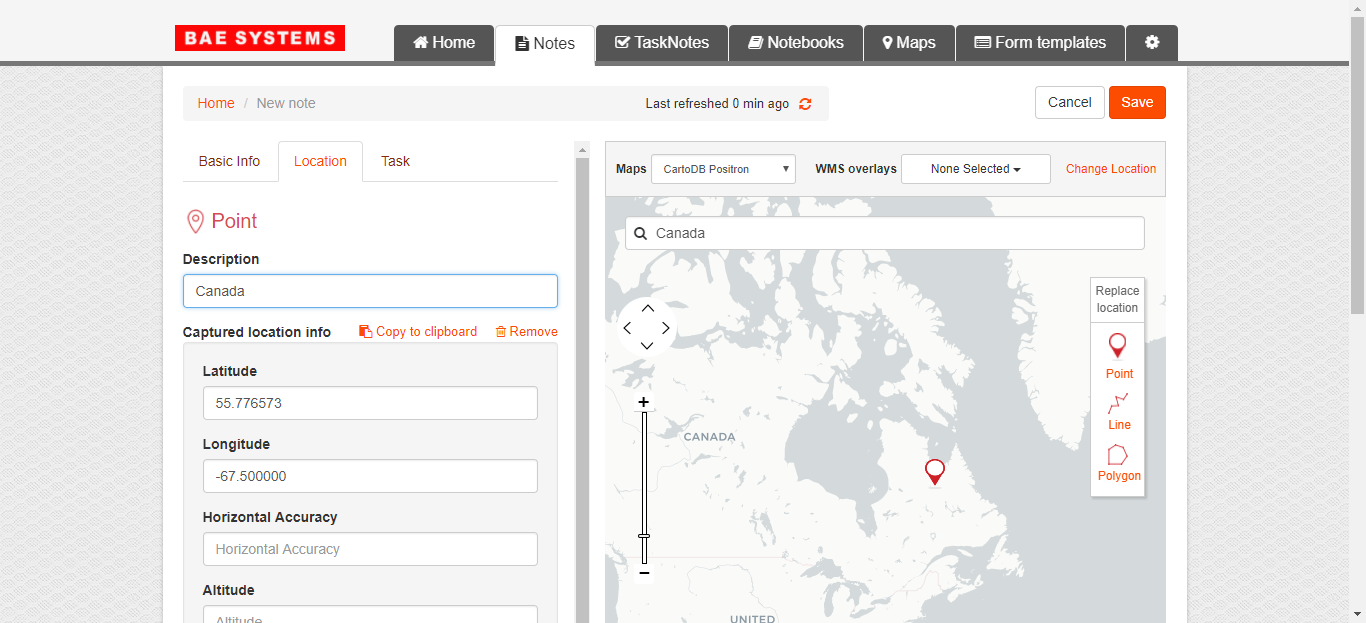 BAE SYSTEMS
Home
Notes
TaskNotes
Notebooks
Maps
Form templates
Home / New note
Last refreshed 0 min ago
Cancel
Save
Basic Info
Location
Task
Point
Description
Canada
Captured location info
Copy to clipboard
Remove
Latitude
55.776573
Longitude
-67.500000
Horizontal Accuracy
Horizontal Accuracy
Altitude
Altitude
Maps
CartoDB Positron
WMS overlays
None Selected
Change Location
Canada
Replace
location
Point
Line
Polygon
+
−
CANADA
UNITED